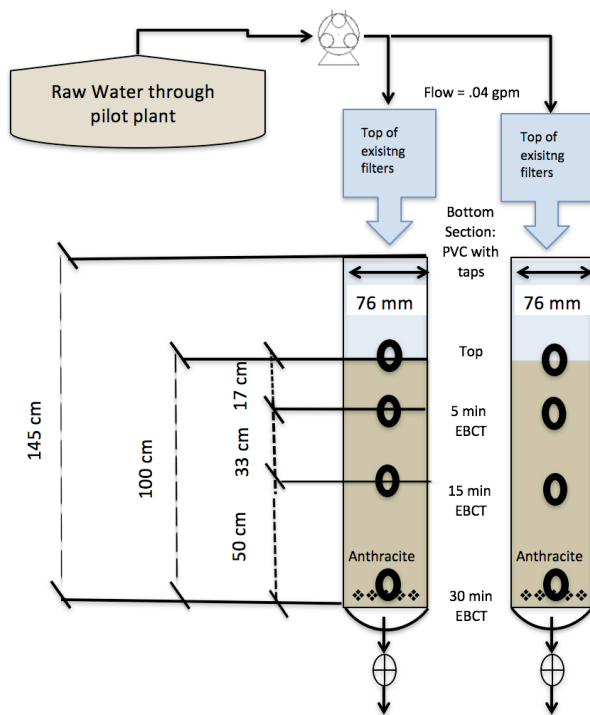 Raw Water through
pilot plant
Flow = .04 gpm
Top of
exisitng
filters
Top of
exisitng
filters
Bottom
Section:
PVC with
taps
76 mm
76 mm
Top
17 cm
5 min
EBCT
145 cm
100 cm
33 cm
15 min
EBCT
50 cm
Anthracite
Anthracite
30 min
EBCT